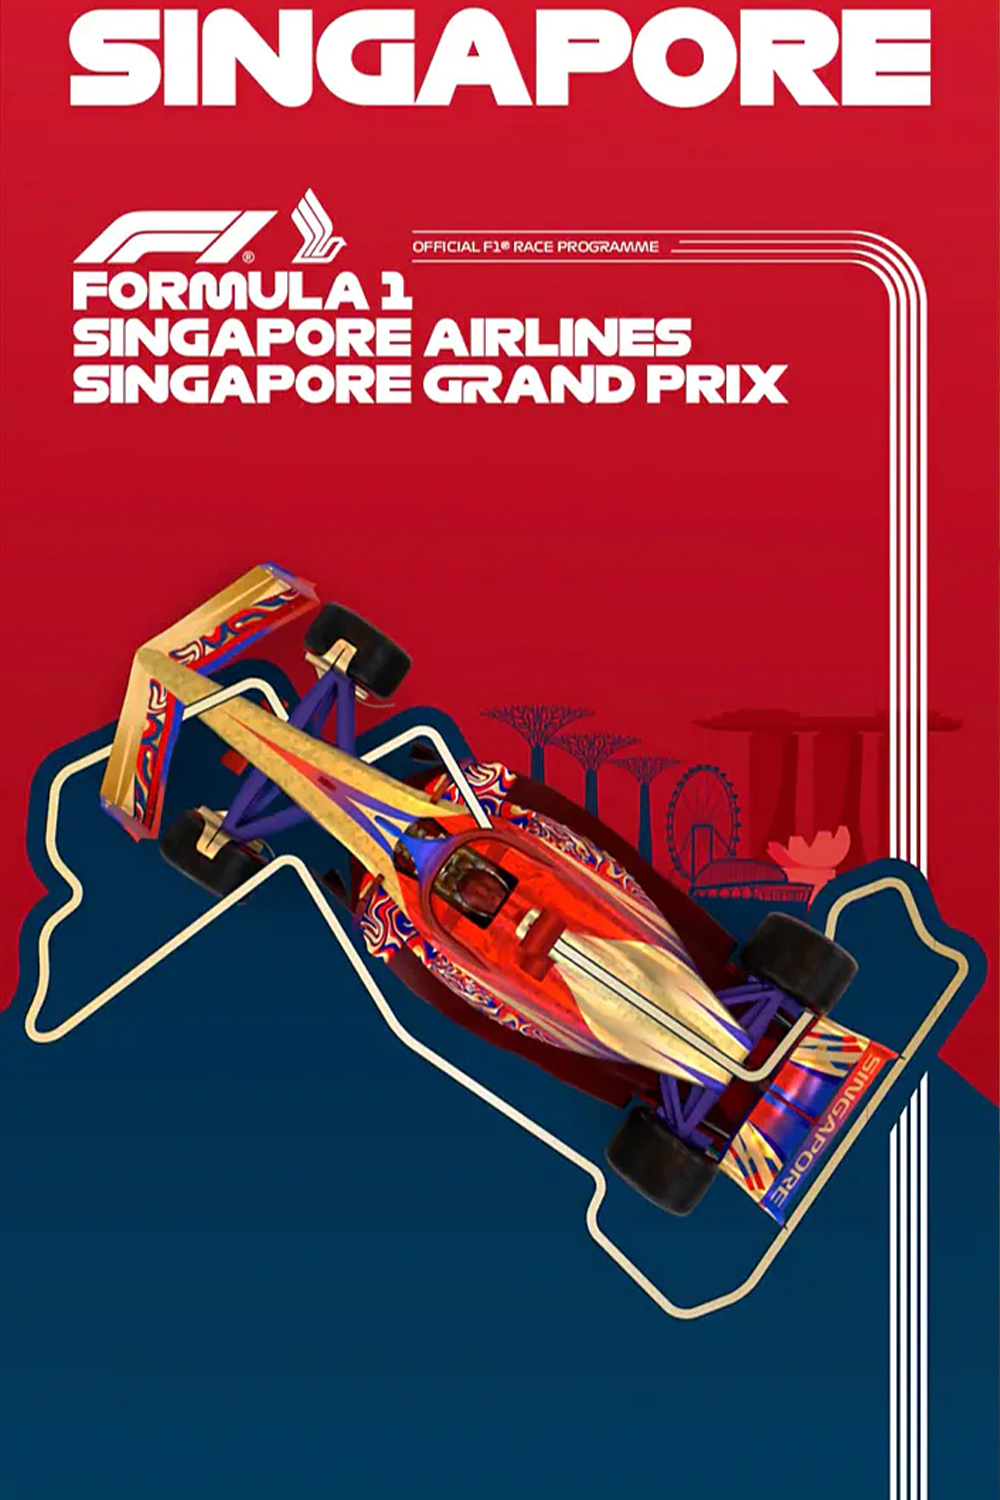 SINGAPORE
F1®
OFFICIAL F1® RACE PROGRAMME
FORMULA 1
SINGAPORE AIRLINES
SINGAPORE GRAND PRIX
SINGAPORE